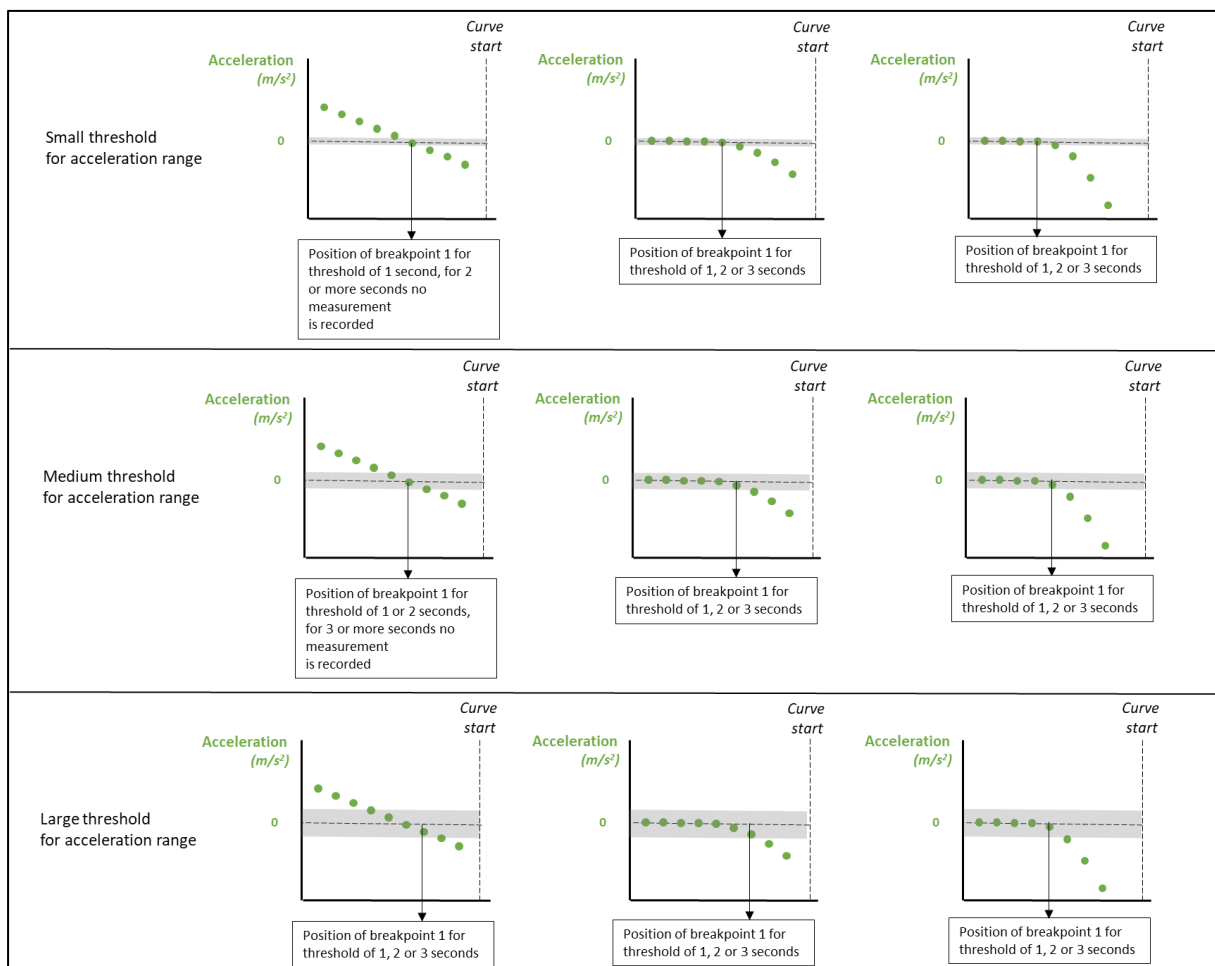 Curve
start
Curve
start
Curve
start
Acceleration
(m/s²)
Acceleration
(m/s²)
Acceleration
(m/s²)
Small threshold
for acceleration range
0
0
0
Position of breakpoint 1 for
threshold of 1 second, for 2
or more seconds no
measurement
is recorded
Position of breakpoint 1 for
threshold of 1, 2 or 3 seconds
Position of breakpoint 1 for
threshold of 1, 2 or 3 seconds
Curve
start
Curve
start
Curve
start
Acceleration
(m/s²)
Acceleration
(m/s²)
Acceleration
(m/s²)
Medium threshold
for acceleration range
0
0
0
Position of breakpoint 1 for
threshold of 1 or 2 seconds,
for 3 or more seconds no
measurement
is recorded
Position of breakpoint 1 for
threshold of 1, 2 or 3 seconds
Position of breakpoint 1 for
threshold of 1, 2 or 3 seconds
Curve
start
Curve
start
Curve
start
Acceleration
(m/s²)
Acceleration
(m/s²)
Acceleration
(m/s²)
Large threshold
for acceleration range
0
0
0
Position of breakpoint 1 for
threshold of 1, 2 or 3 seconds
Position of breakpoint 1 for
threshold of 1, 2 or 3 seconds
Position of breakpoint 1 for
threshold of 1, 2 or 3 seconds